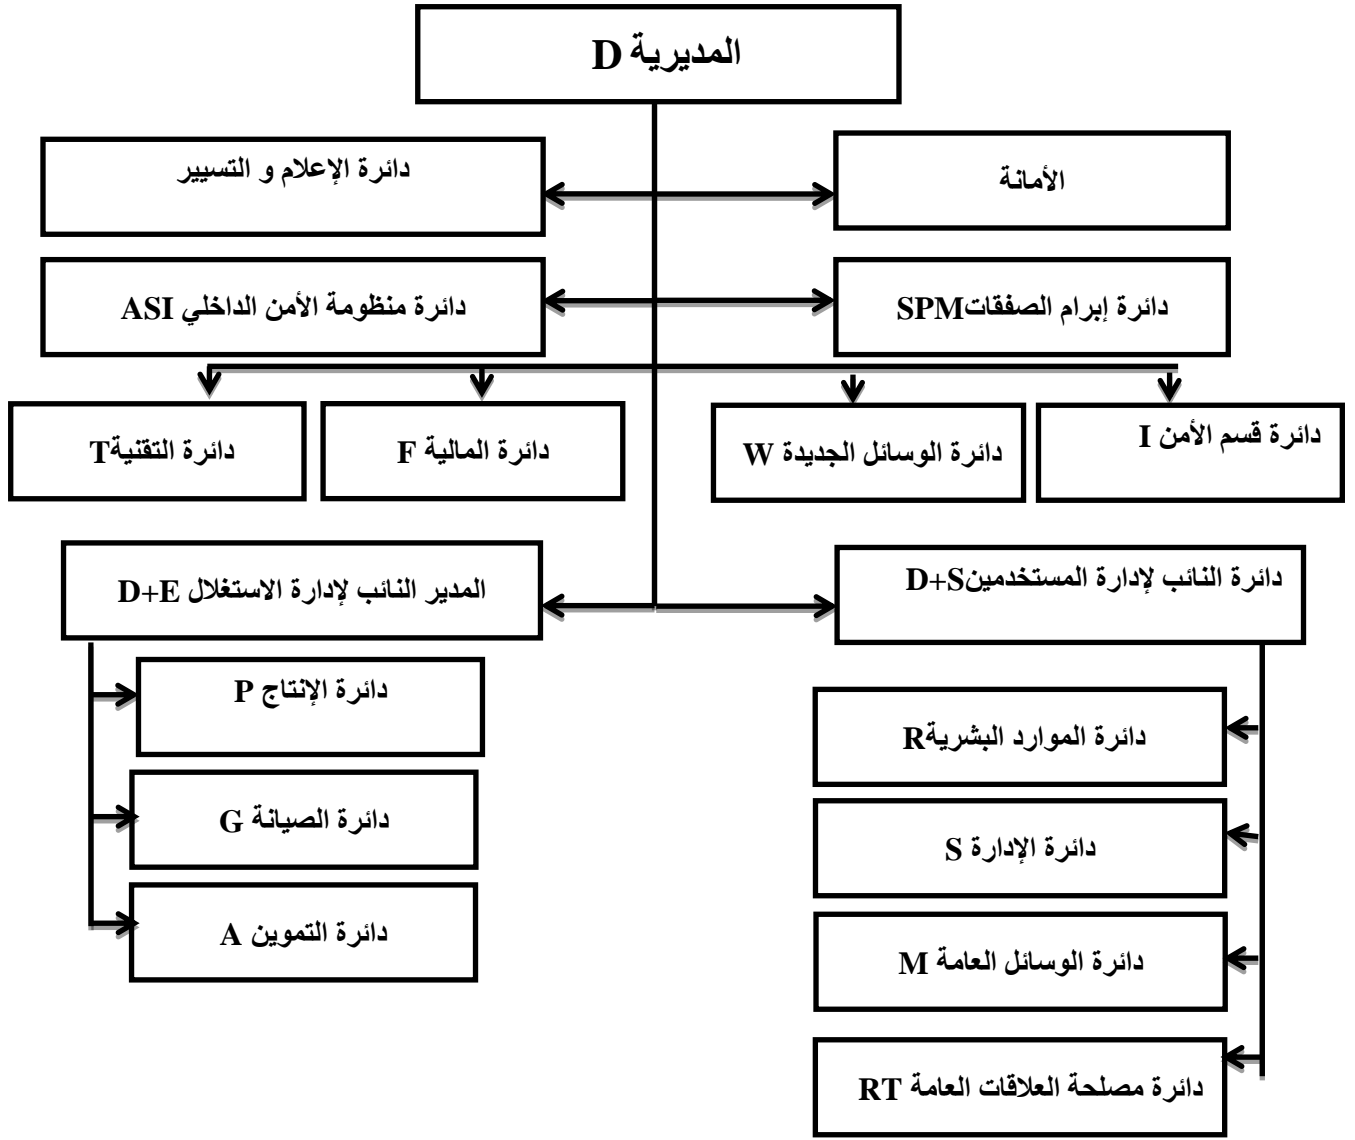 المديرية D
الأمانة
دائرة الإعلام و التسيير
دائرة إبرام الصفقاتSPM
دائرة منظومة الأمن الداخلي ASI
دائرة قسم الأمن I
دائرة الوسائل الجديدة W
دائرة المالية F
دائرة التقنيةT
دائرة النائب لإدارة المستخدمينD+S
المدير النائب لإدارة الاستغلال D+E
دائرة الموارد البشريةR
دائرة الإدارة S
دائرة الوسائل العامة M
دائرة مصلحة العلاقات العامة RT
دائرة الإنتاج P
دائرة الصيانة G
دائرة التموين A